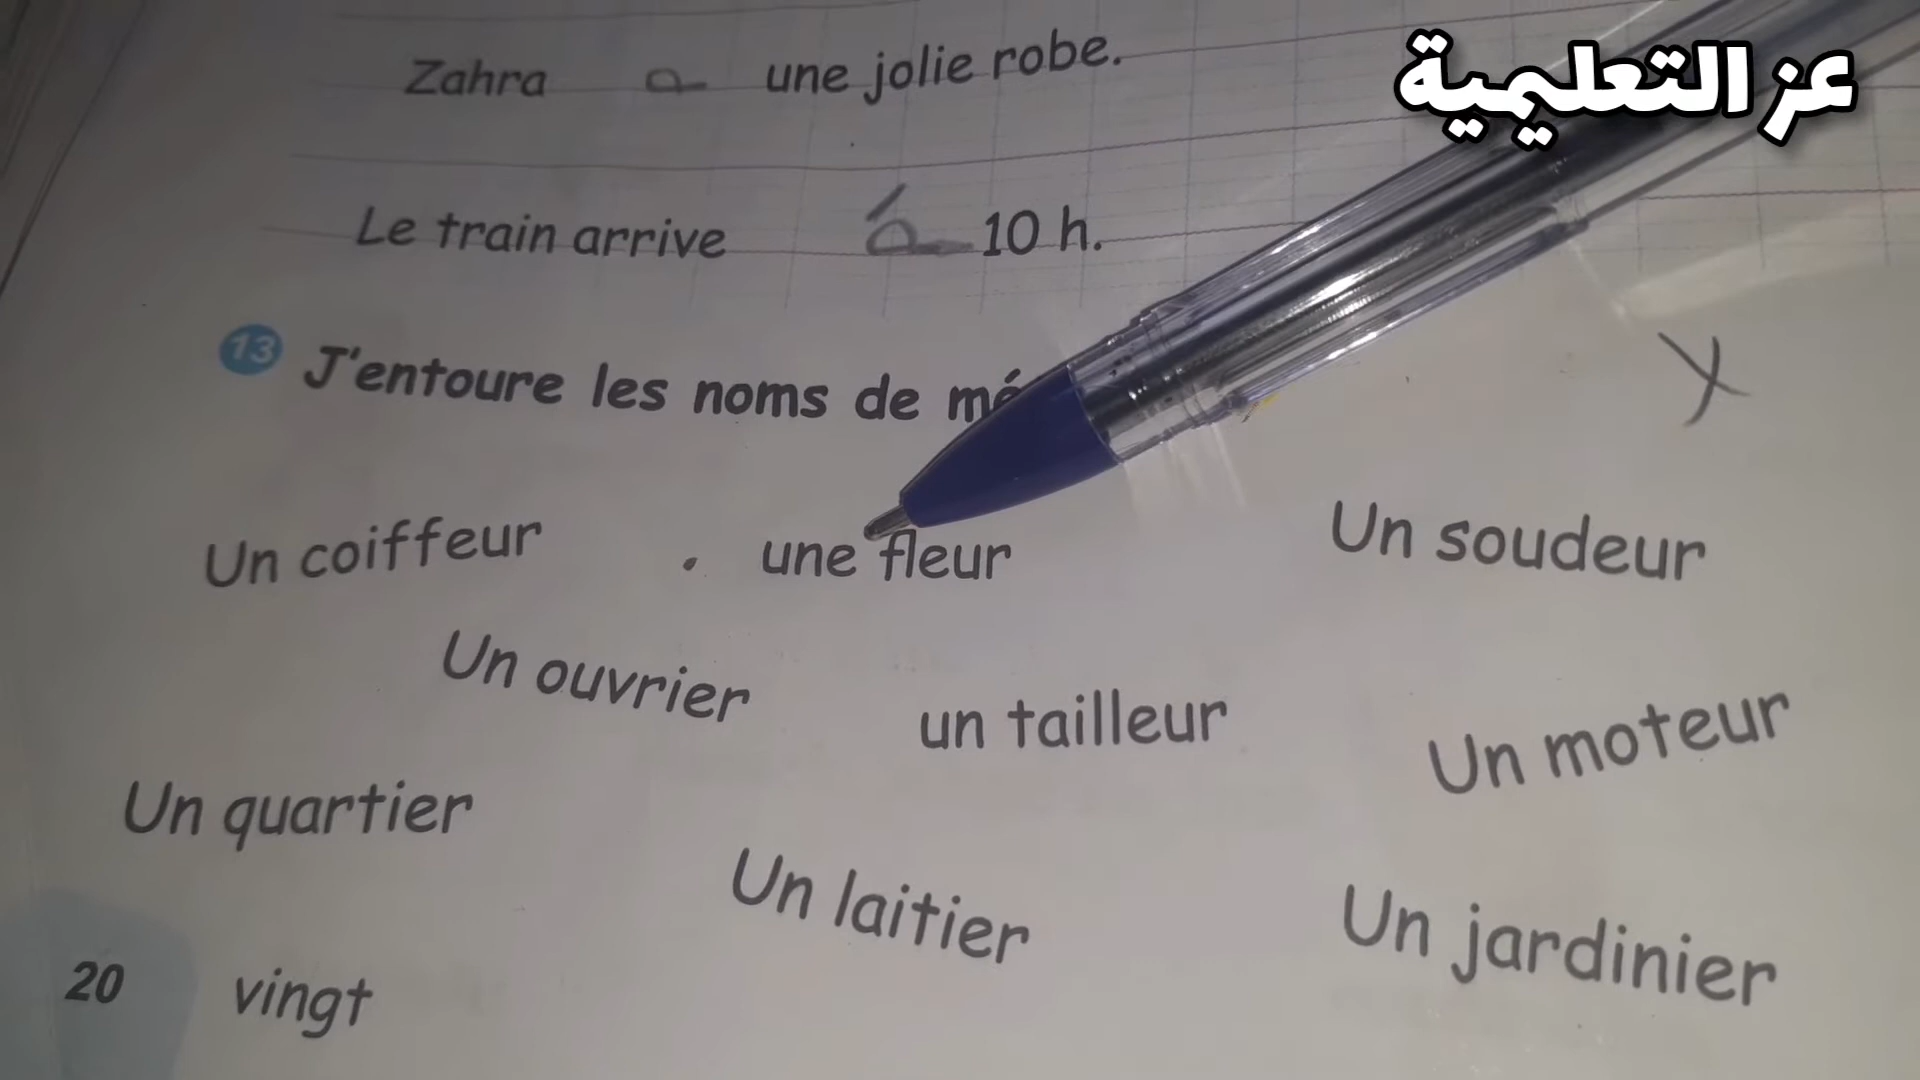 عز التعليمية
Zahra a une jolie robe.
Le train arrive à 10 h.
13 J'entoure les noms de
Un coiffeur une fleur Un soudeur
Un ouvrier un tailleur Un moteur
Un quartier Un laitier Un jardinier
20 vingt